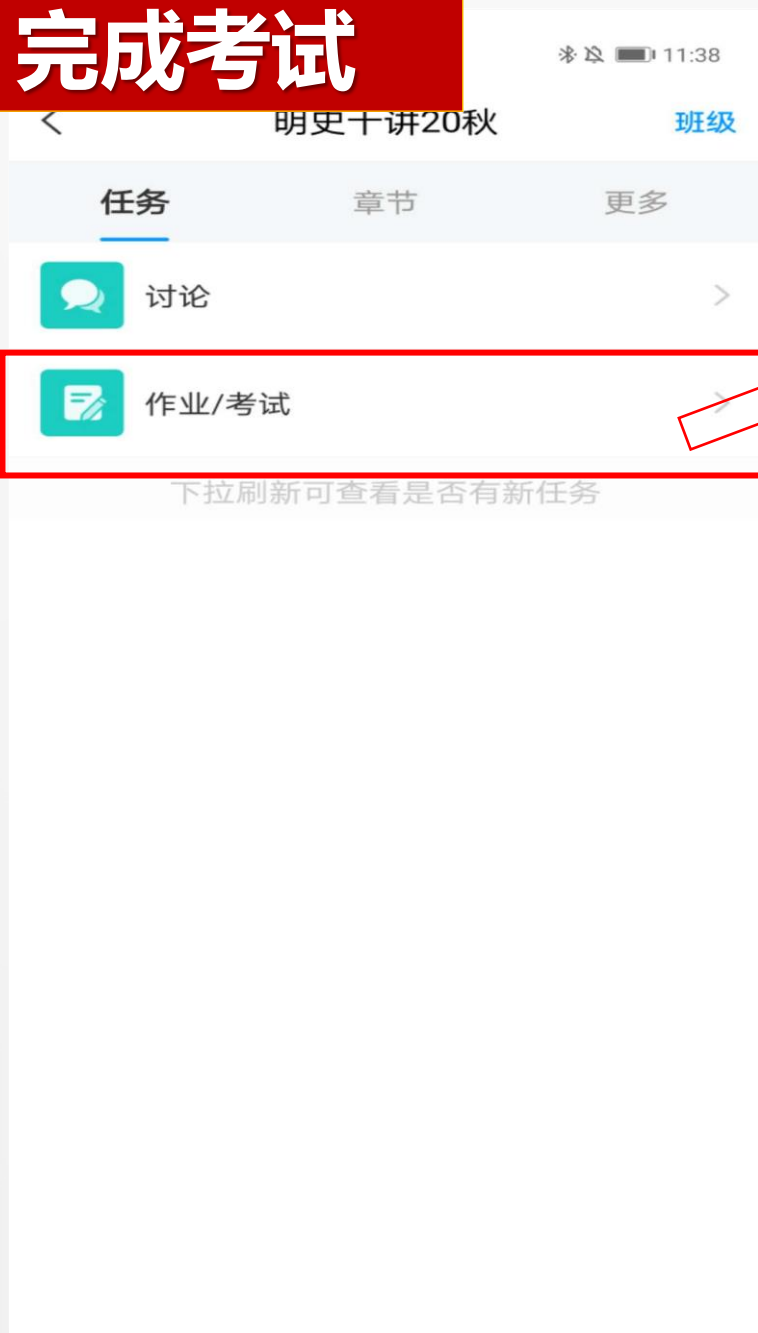 完成考试
11:38
明史十讲20秋
班级
任务
章节
更多
讨论
作业/考试
下拉刷新可查看是否有新任务